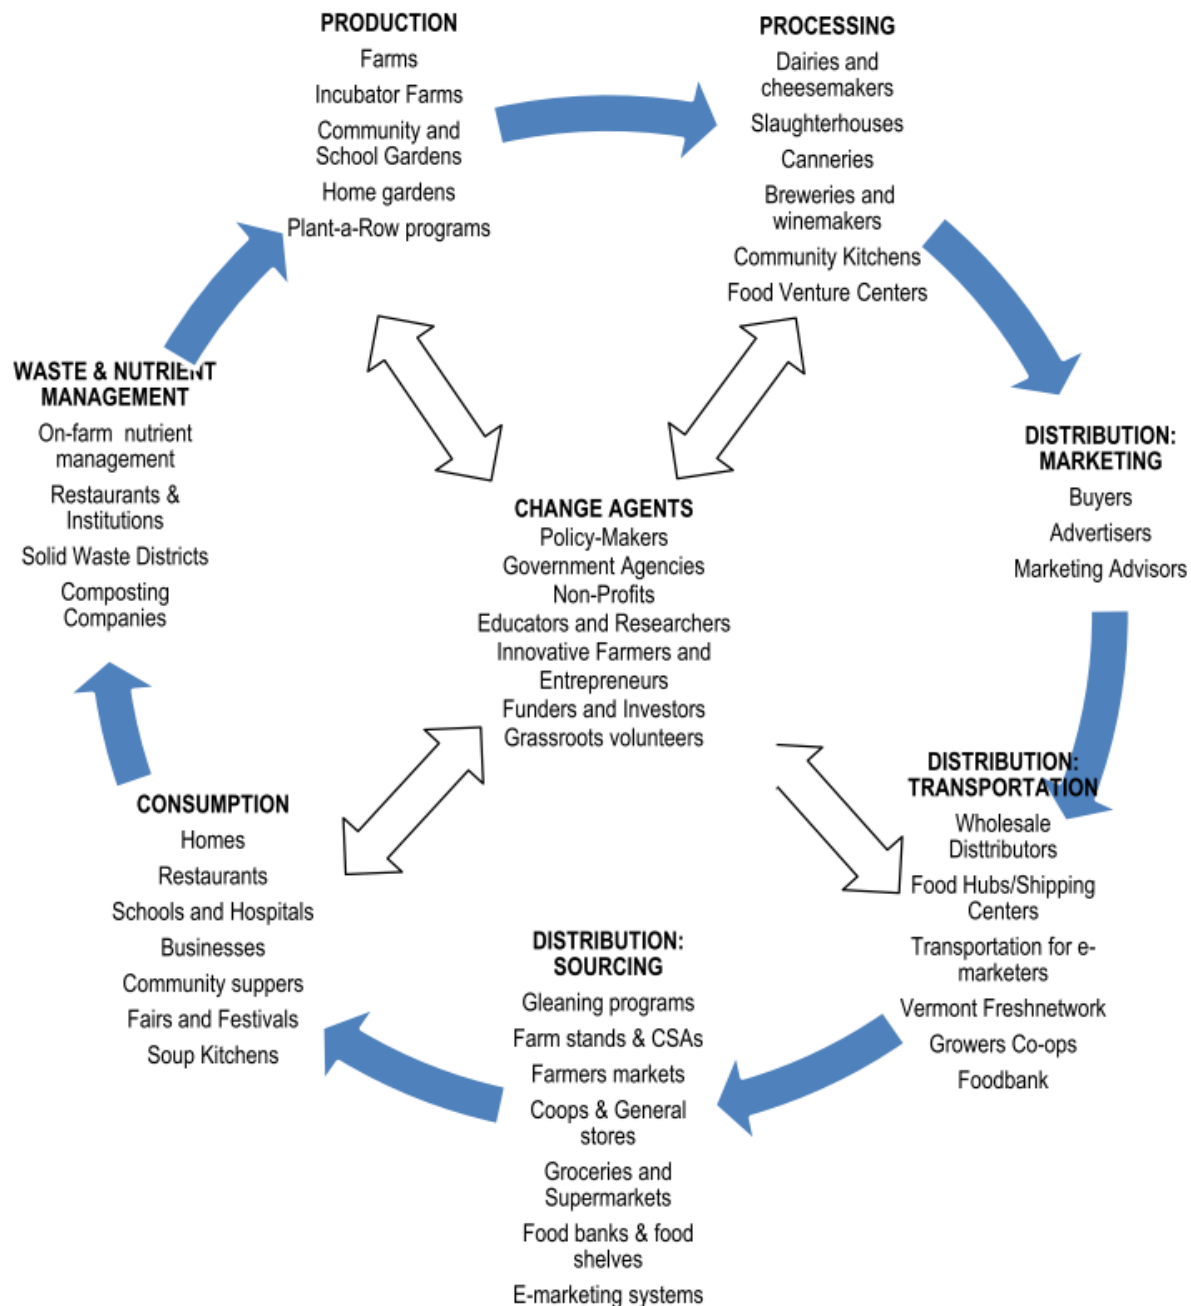 PRODUCTION
Farms
Incubator Farms
Community and
School Gardens
Home gardens
Plant-a-Row programs
PROCESSING
Dairies and
cheesemakers
Slaughterhouses
Canneries
Breweries and
winemakers
Community Kitchens
Food Venture Centers
DISTRIBUTION:
MARKETING
Buyers
Advertisers
Marketing Advisors
DISTRIBUTION:
TRANSPORTATION
Wholesale
Disttributors
Food Hubs/Shipping
Centers
Transportation for e-
marketers
Vermont Freshnetwork
Growers Co-ops
Foodbank
DISTRIBUTION:
SOURCING
Gleaning programs
Farm stands & CSAs
Farmers markets
Coops & General
stores
Groceries and
Supermarkets
Food banks & food
shelves
E-marketing systems
CONSUMPTION
Homes
Restaurants
Schools and Hospitals
Businesses
Community suppers
Fairs and Festivals
Soup Kitchens
WASTE & NUTRIENT
MANAGEMENT
On-farm nutrient
management
Restaurants &
Institutions
Solid Waste Districts
Composting
Companies
CHANGE AGENTS
Policy-Makers
Government Agencies
Non-Profits
Educators and Researchers
Innovative Farmers and
Entrepreneurs
Funders and Investors
Grassroots volunteers